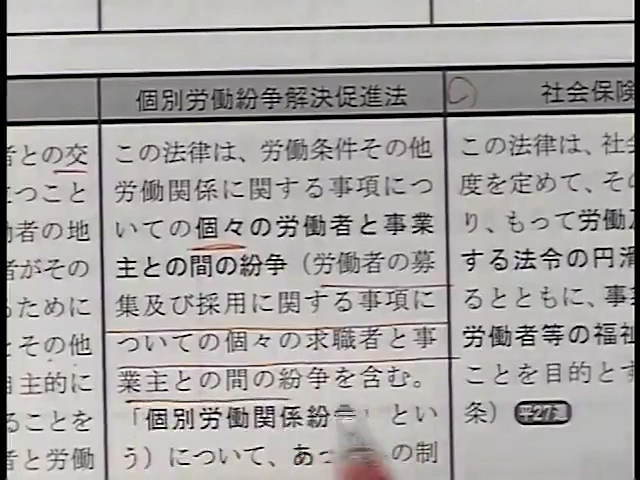 個別労働紛争解決促進法
社会保険
者との交
つこと
者の地
者がその
ために
その他
自主的に
ることを
者と労働
この法律は、労働条件その他
労働関係に関する事項につ
いての個々の労働者と事業
主との間の紛争（労働者の募
集及び採用に関する事項に
ついての個々の求職者と事
業主との間の紛争を含む。
「個別労働関係紛争」とい
う）について、あっ の制
この法律は、社会
度を定めて、その
り、もって労働
する法令の円滑
るとともに、事
労働者等の福祉
ことを目的とす
条）